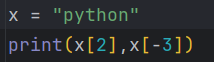 x = "python"
print(x[2],x[-3])